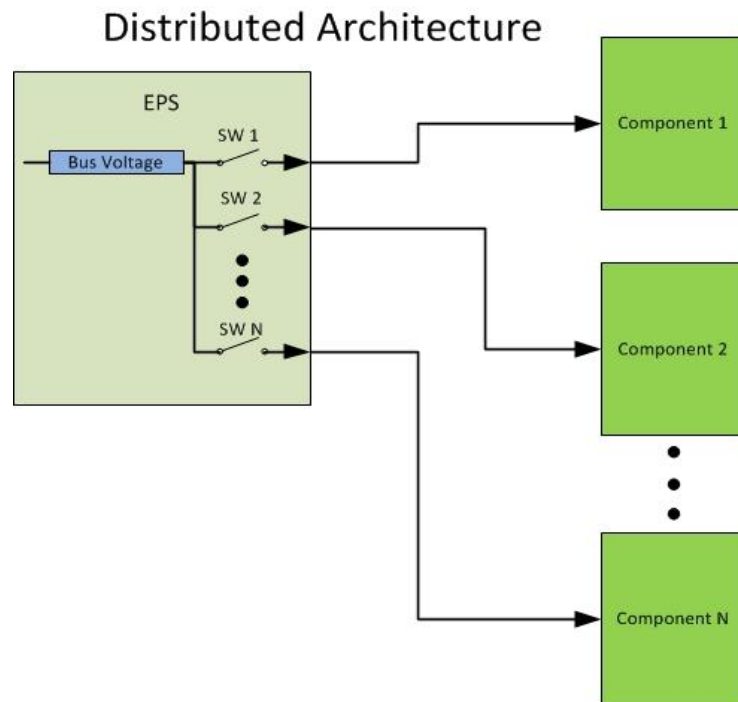 Distributed Architecture
EPS
Bus Voltage
SW 1
SW 2
SW N
Component 1
Component 2
Component N